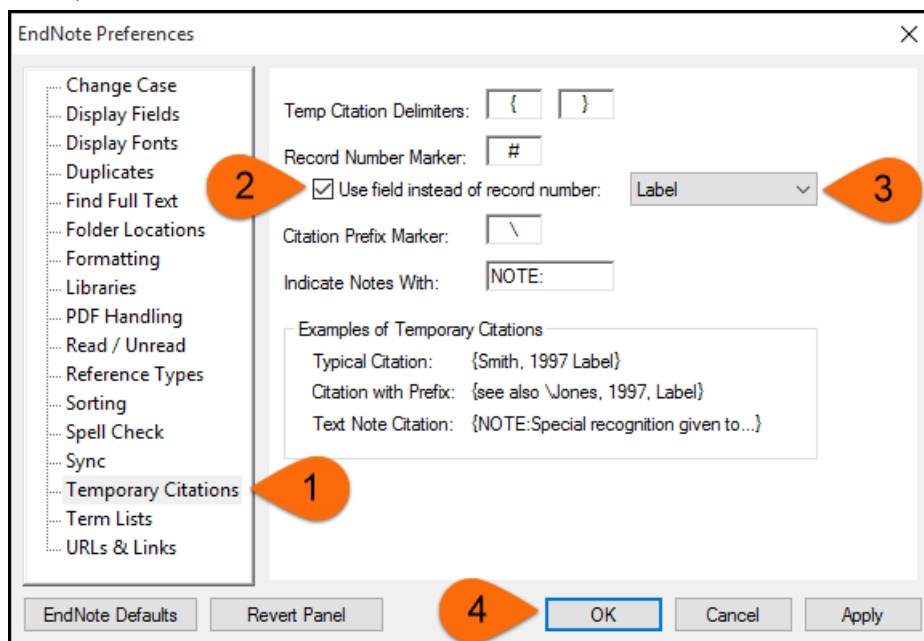 EndNote Preferences
Change Case
Display Fields
Display Fonts
Duplicates
Find Full Text
Folder Locations
Formatting
Libraries
PDF Handling
Read / Unread
Reference Types
Sorting
Spell Check
Sync
Temporary Citations
Term Lists
URLs & Links
1
Temp Citation Delimiters: { }
Record Number Marker: #
2
Use field instead of record number: Label
3
Citation Prefix Marker: \
Indicate Notes With: NOTE:
Examples of Temporary Citations
Typical Citation: {Smith, 1997 Label}
Citation with Prefix: {see also \Jones, 1997, Label}
Text Note Citation: {NOTE:Special recognition given to...}
EndNote Defaults
Revert Panel
4
OK
Cancel
Apply